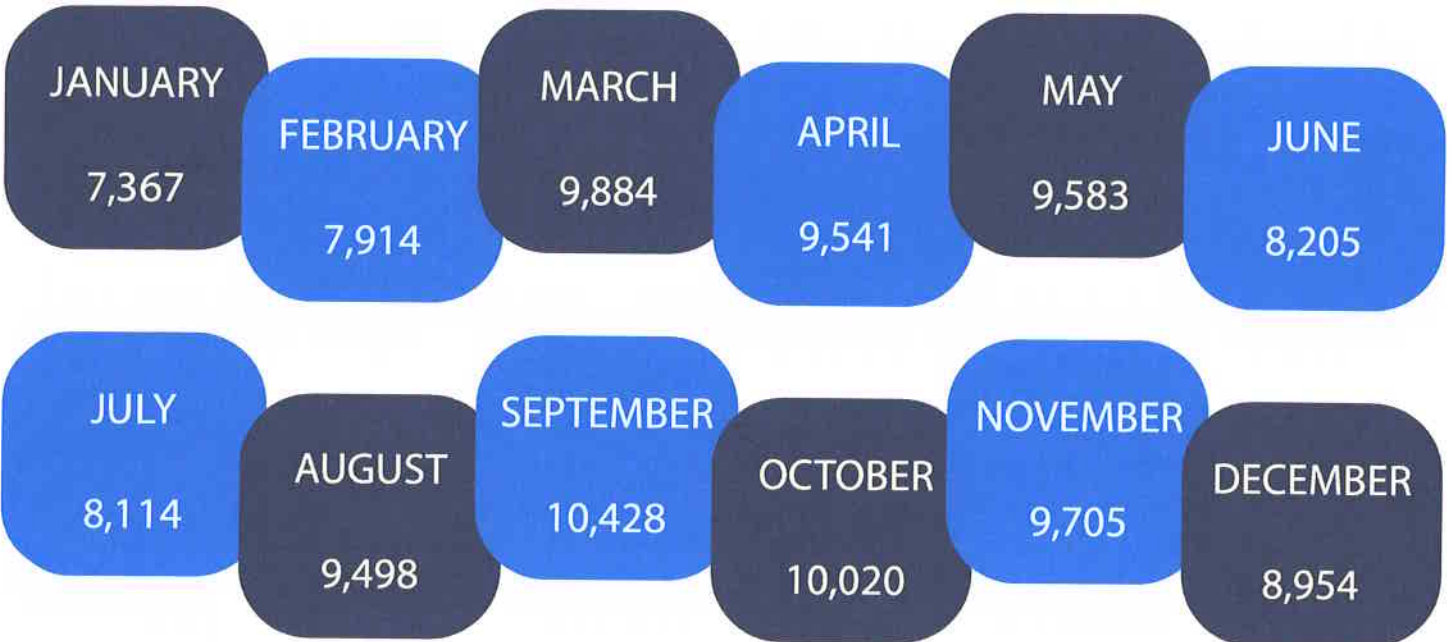 JANUARY
7,367
FEBRUARY
7,914
MARCH
9,884
APRIL
9,541
MAY
9,583
JUNE
8,205
JULY
8,114
AUGUST
9,498
SEPTEMBER
10,428
OCTOBER
10,020
NOVEMBER
9,705
DECEMBER
8,954